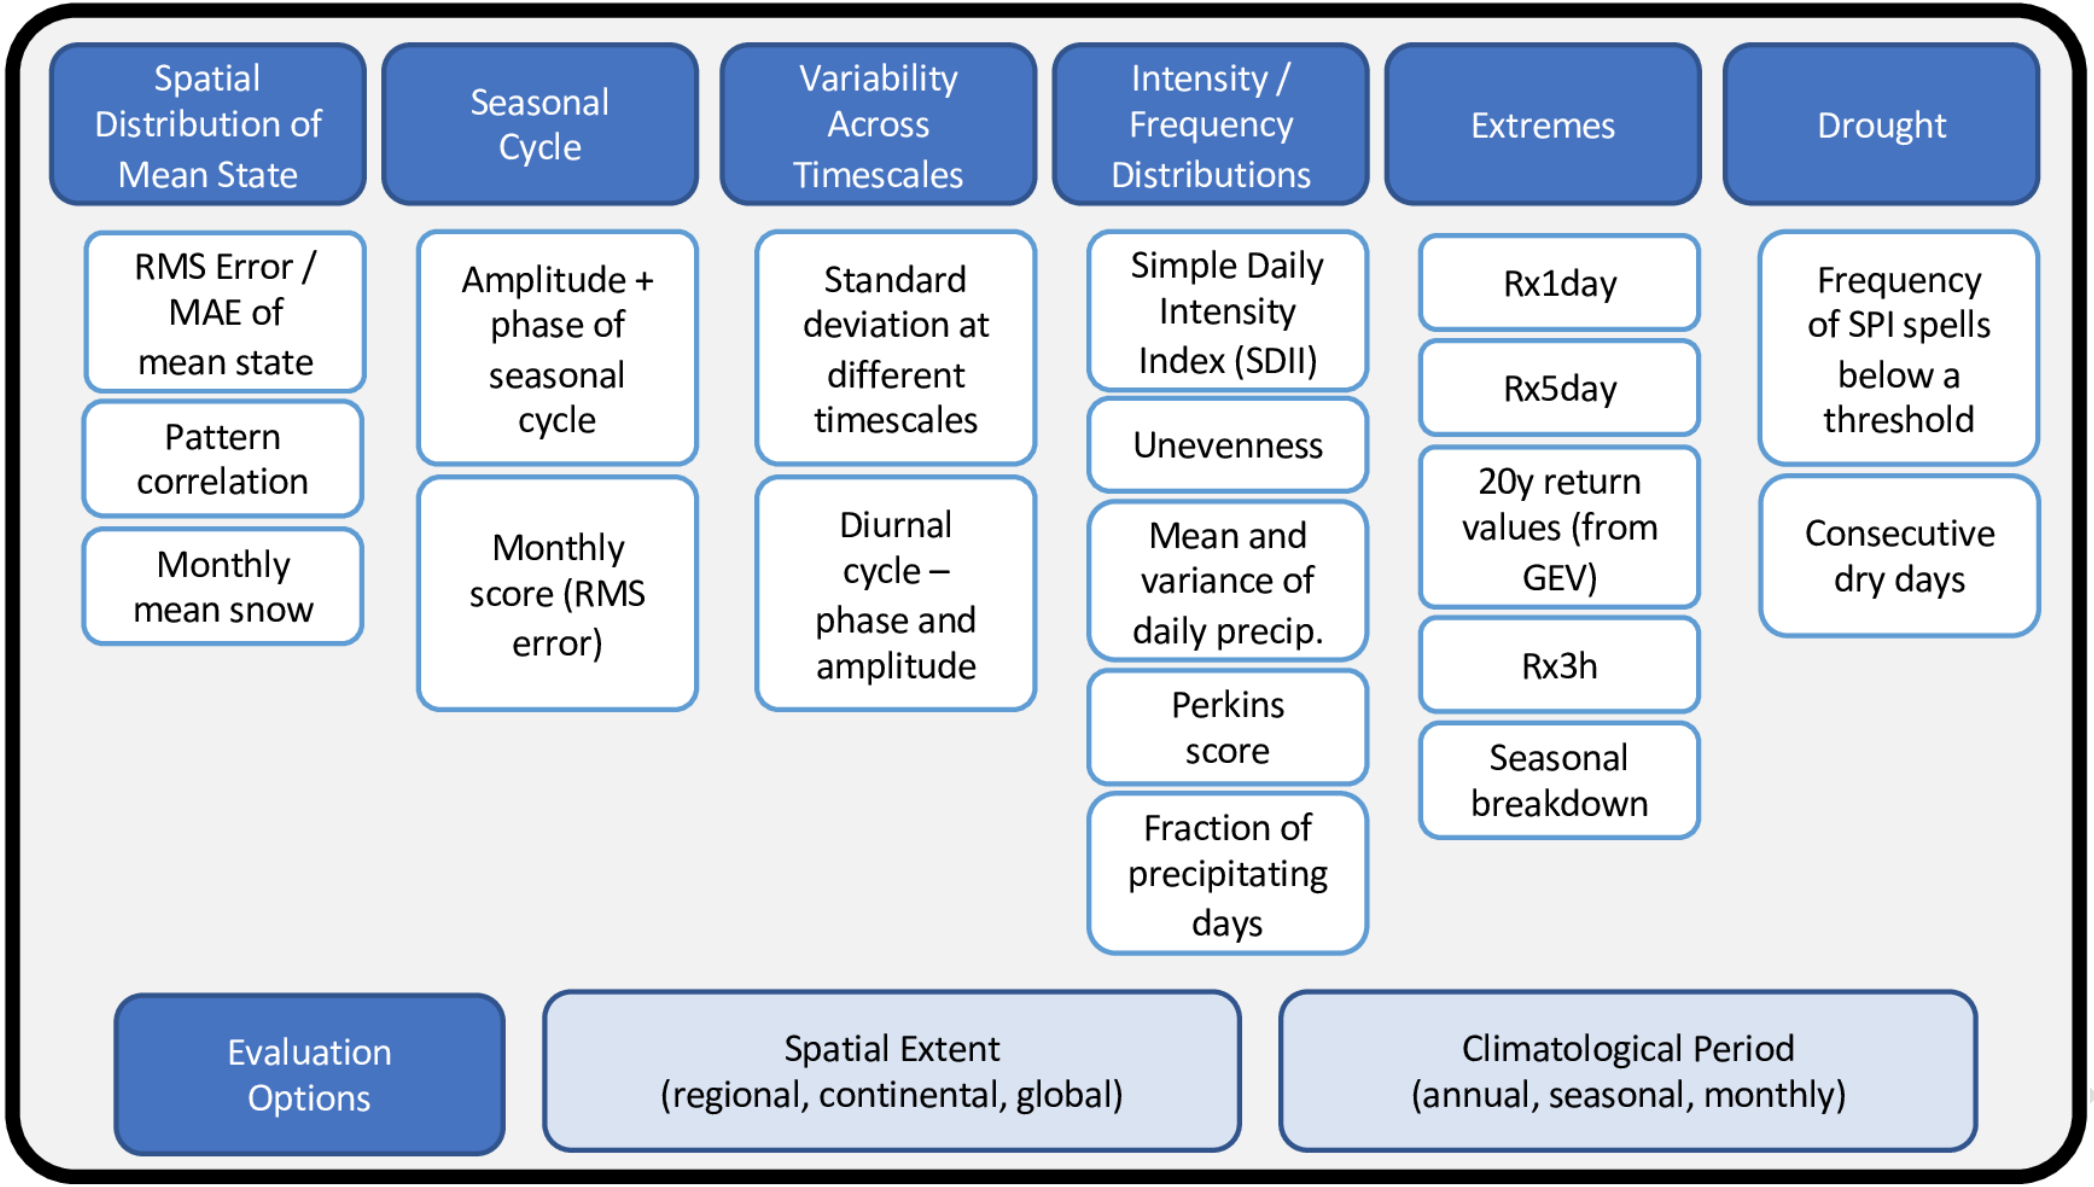 Spatial
Distribution of
Mean State
Seasonal
Cycle
Variability
Across
Timescales
Intensity /
Frequency
Distributions
Extremes
Drought
RMS Error /
MAE of
mean state
Pattern
correlation
Monthly
mean snow
Amplitude +
phase of
seasonal
cycle
Monthly
score (RMS
error)
Standard
deviation at
different
timescales
Diurnal
cycle –
phase and
amplitude
Simple Daily
Intensity
Index (SDII)
Unevenness
Mean and
variance of
daily precip.
Perkins
score
Fraction of
precipitating
days
Rx1day
Rx5day
20y return
values (from
GEV)
Rx3h
Seasonal
breakdown
Frequency
of SPI spells
below a
threshold
Consecutive
dry days
Evaluation
Options
Spatial Extent
(regional, continental, global)
Climatological Period
(annual, seasonal, monthly)